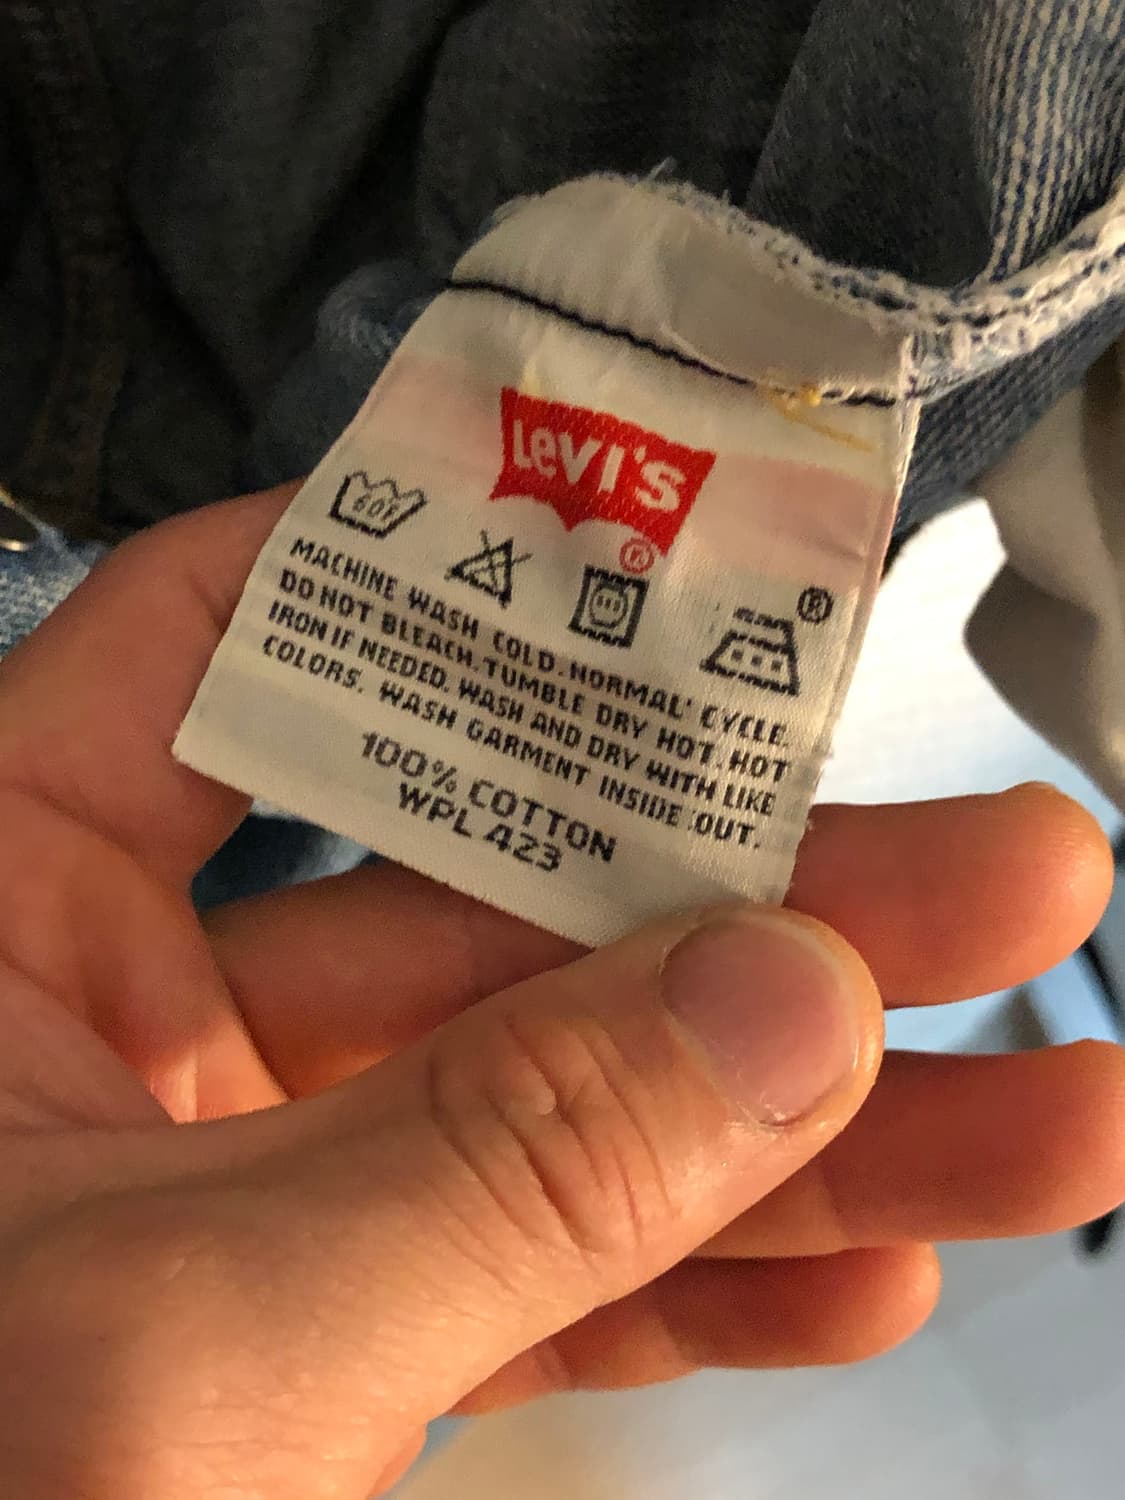 LEVI'S
®
60F
®
MACHINE WASH COLD. NORMAL CYCLE.
DO NOT BLEACH. TUMBLE DRY HOT. HOT
IRON IF NEEDED. WASH AND DRY WITH LIKE
COLORS. WASH GARMENT INSIDE OUT.
100% COTTON
WPL 423